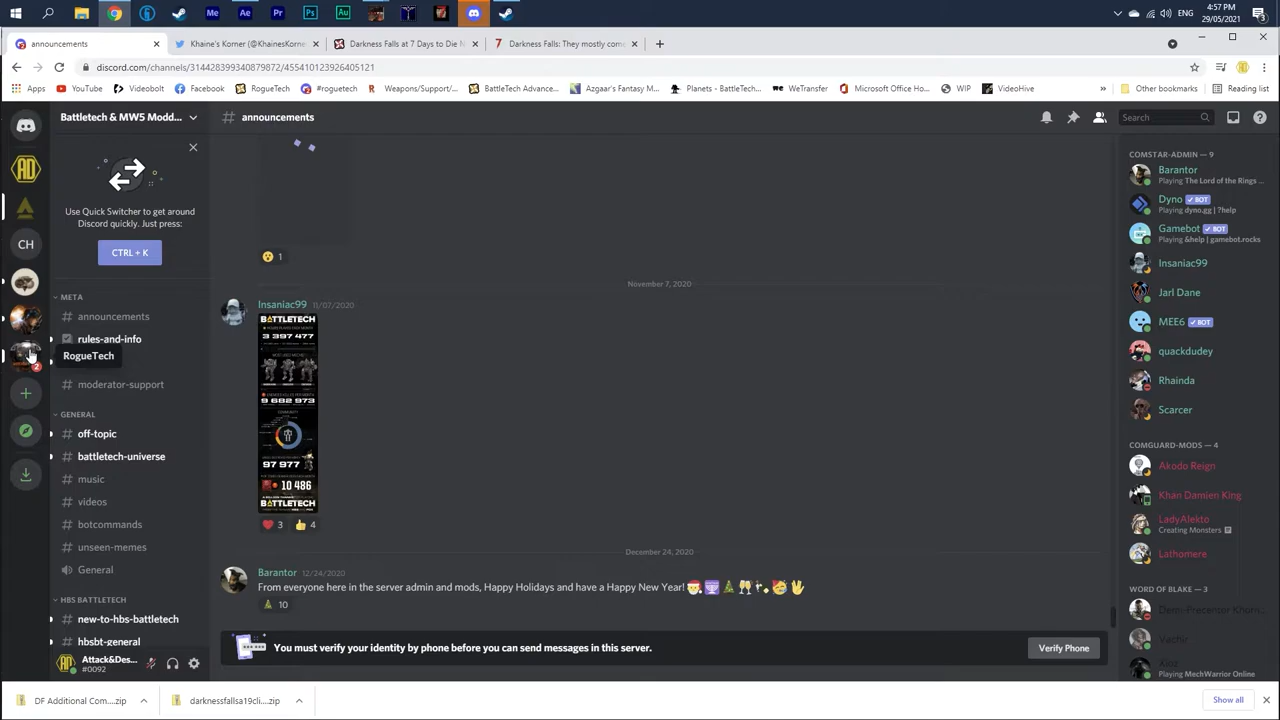 4:57 PM
ENG
29/05/2021
announcements
Khaine's Korner (@KhainesKorne
Darkness Falls at 7 Days to Die N
Darkness Falls: They mostly com
discord.com/channels/314428399340879872/455410123926405121
Apps
YouTube
Videobolt
Facebook
RogueTech
#roguetech
Weapons/Support/...
BattleTech Advance...
Azgaar's Fantasy M...
Planets - BattleTech...
WeTransfer
Microsoft Office Ho...
WIP
VideoHive
Other bookmarks
Reading list
Battletech & MW5 Modd...
announcements
Search
Use Quick Switcher to get around
Discord quickly. Just press:
CTRL + K
CH
META
announcements
rules-and-info
RogueTech
2
moderator-support
GENERAL
off-topic
battletech-universe
music
videos
botcommands
unseen-memes
General
HBS BATTLETECH
new-to-hbs-battletech
hbsbt-general
Attack&Des...
#0092
1
November 7, 2020
Insaniac99 11/07/2020
BATTLETECH
3 397 477
9 682 973
97 977
10 486
BATTLETECH
3
4
December 24, 2020
Barantor 12/24/2020
From everyone here in the server admin and mods, Happy Holidays and have a Happy New Year!
10
You must verify your identity by phone before you can send messages in this server.
Verify Phone
COMSTAR-ADMIN — 9
Barantor
Playing The Lord of the Rings ...
Dyno BOT
Playing dyno.gg | ?help
Gamebot BOT
Playing &help | gamebot.rocks
Insaniac99
Jarl Dane
MEE6 BOT
quackdudey
Rhainda
Scarcer
COMGUARD-MODS — 4
Akodo Reign
Khan Damien King
LadyAlekto
Creating Monsters
Lathomere
WORD OF BLAKE — 3
Playing MechWarrior Online
DF Additional Com....zip
darknessfallsa19cli....zip
Show all